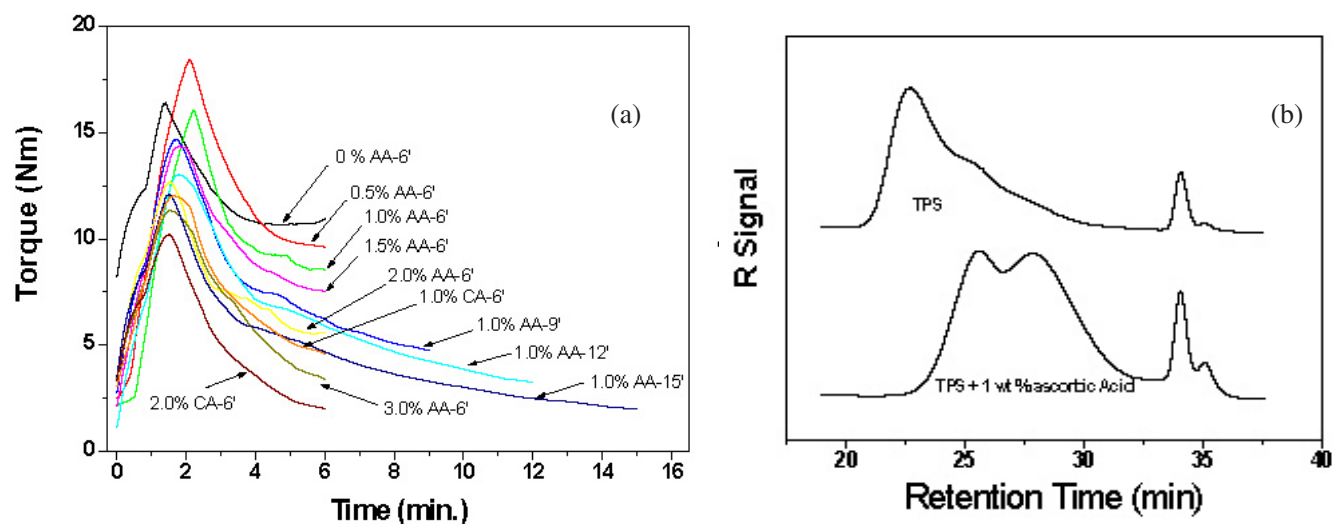 20
15
10
5
0
Torque (Nm)
(a)
0 % AA-6'
0.5% AA-6'
1.0% AA-6'
1.5% AA-6'
2.0% AA-6'
1.0% CA-6'
1.0% AA-9'
1.0% AA-12'
1.0% AA-15'
2.0% CA-6'
3.0% AA-6'
0 2 4 6 8 10 12 14 16
Time (min.)
R Signal
(b)
TPS
TPS + 1 wt %ascorbic Acid
20 25 30 35 40
Retention Time (min)